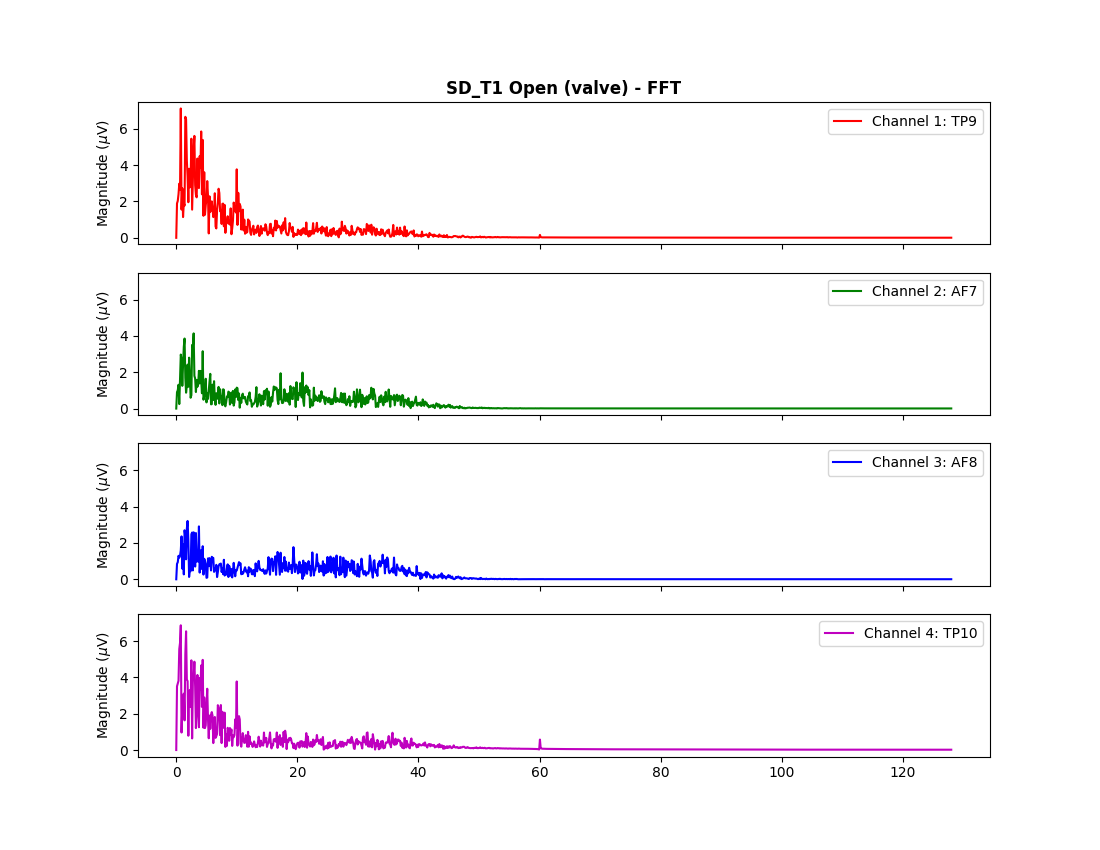 SD_T1 Open (valve) - FFT
Magnitude (μV)
6
4
2
0
Channel 1: TP9
Magnitude (μV)
6
4
2
0
Channel 2: AF7
Magnitude (μV)
6
4
2
0
Channel 3: AF8
Magnitude (μV)
6
4
2
0
Channel 4: TP10
0 20 40 60 80 100 120